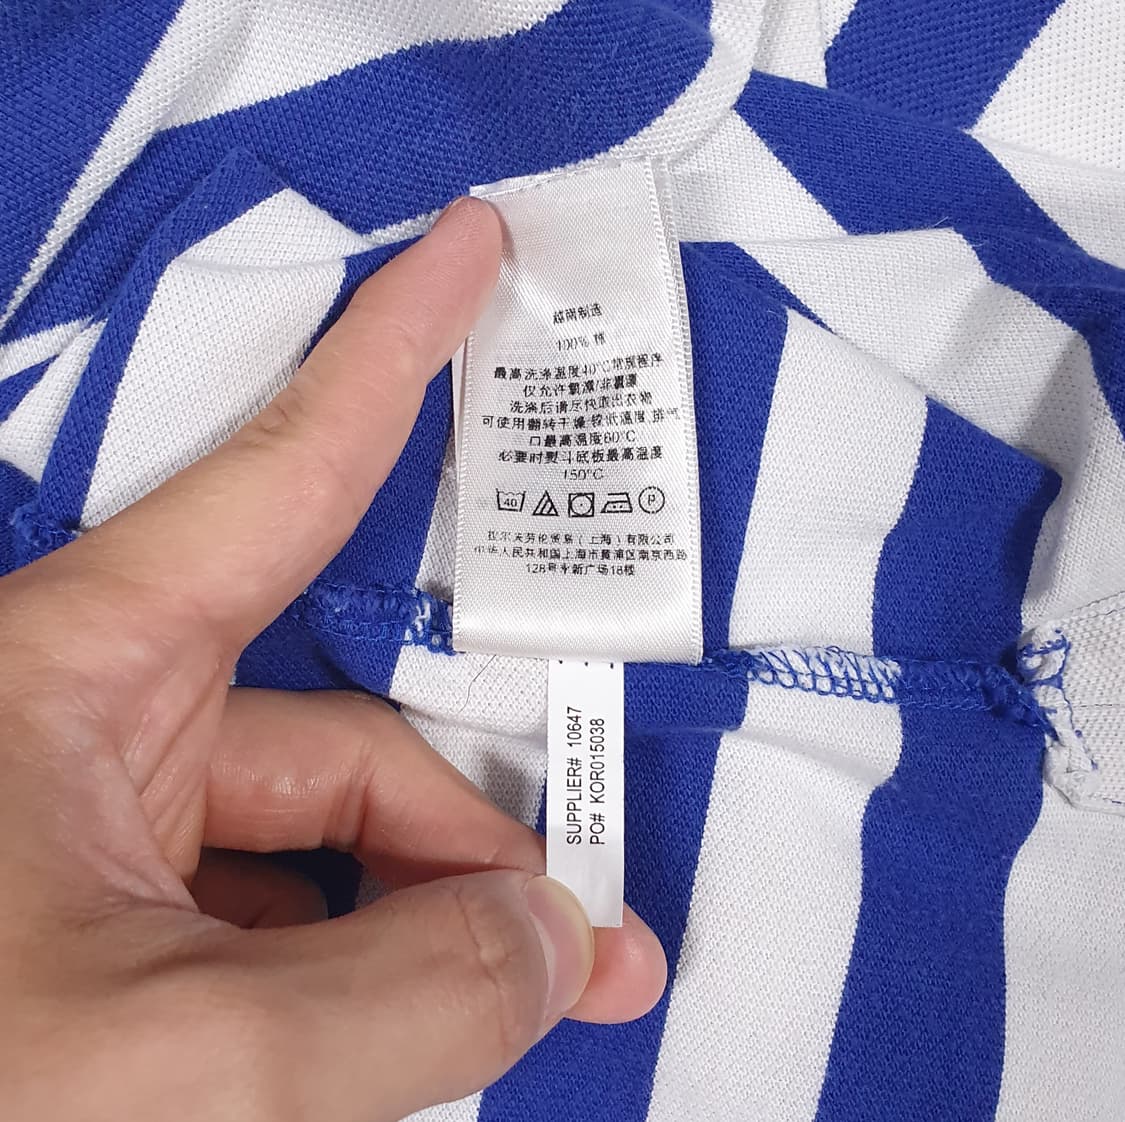 越南制造
100% 棉
最高洗涤温度40°C常规程序
仅允许氧漂/非氯漂
洗涤后请尽快取出衣物
可使用翻转干燥 较低温度 排气
口最高温度60°C
必要时熨斗底板最高温度
150°C
40
P
拉尔夫劳伦贸易（上海）有限公司
中华人民共和国上海市黄浦区南京西路
128号永新广场18楼
SUPPLIER# 10647
PO# KOR015038